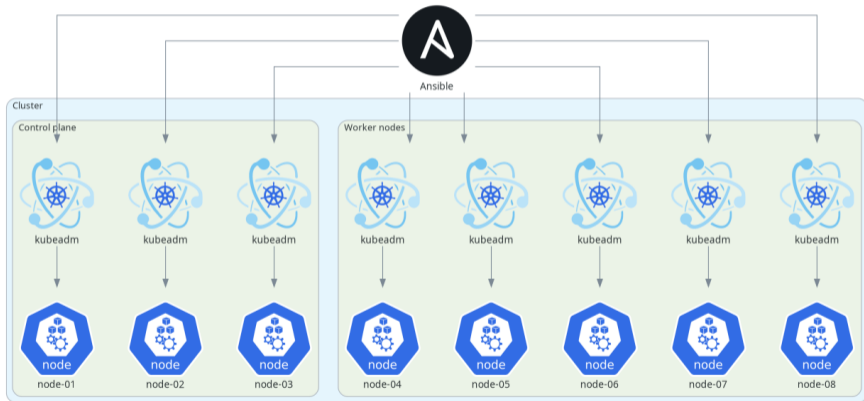 Ansible
Cluster
Control plane
Worker nodes
kubeadm
kubeadm
kubeadm
kubeadm
kubeadm
kubeadm
kubeadm
kubeadm
node
node
node
node
node
node
node
node
node-01
node-02
node-03
node-04
node-05
node-06
node-07
node-08